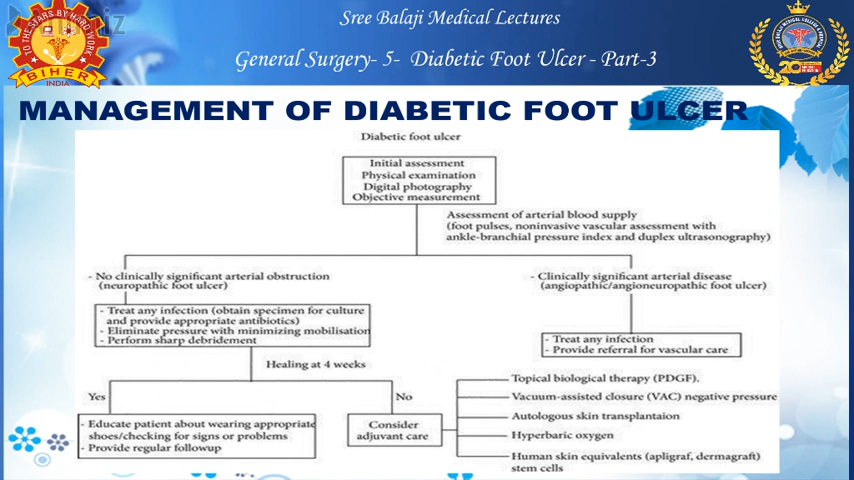 Sree Balaji Medical Lectures
General Surgery- 5- Diabetic Foot Ulcer - Part-3
TO THE STARS BY HARD WORK
BIHER
INDIA
20
MANAGEMENT OF DIABETIC FOOT ULCER
Diabetic foot ulcer
Initial assessment
Physical examination
Digital photography
Objective measurement
Assessment of arterial blood supply
(foot pulses, noninvasive vascular assessment with
ankle-branchial pressure index and duplex ultrasonography)
- No clinically significant arterial obstruction
(neuropathic foot ulcer)
- Clinically significant arterial disease
(angiopathic/angioneuropathic foot ulcer)
- Treat any infection (obtain specimen for culture
and provide appropriate antibiotics)
- Eliminate pressure with minimizing mobilisation
- Perform sharp debridement
- Treat any infection
- Provide referral for vascular care
Healing at 4 weeks
Yes
No
- Educate patient about wearing appropriate
shoes/checking for signs or problems
- Provide regular followup
Consider
adjuvant care
Topical biological therapy (PDGF).
Vacuum-assisted closure (VAC) negative pressure
Autologous skin transplantaion
Hyperbaric oxygen
Human skin equivalents (apligraf, dermagraft)
stem cells